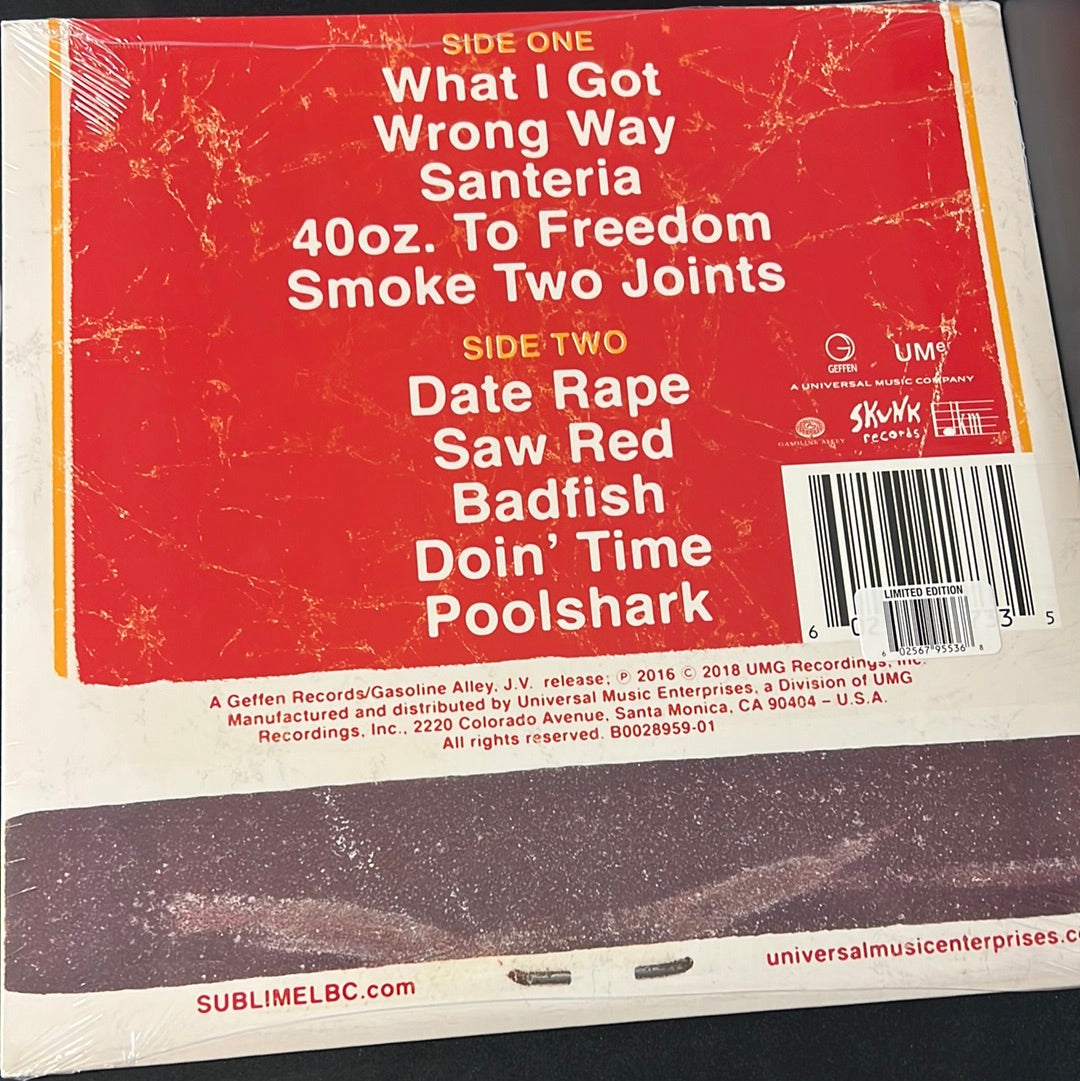 SIDE ONE
What I Got
Wrong Way
Santeria
40oz. To Freedom
Smoke Two Joints
SIDE TWO
Date Rape
Saw Red
Badfish
Doin' Time
Poolshark
GEFFEN
UMe
A UNIVERSAL MUSIC COMPANY
GASOLINE ALLEY
SKUNK
records
LIMITED EDITION
6 02567 95536 8
A Geffen Records/Gasoline Alley, J.V. release; ℗ 2016 © 2018 UMG Recordings, Inc.
Manufactured and distributed by Universal Music Enterprises, a Division of UMG
Recordings, Inc., 2220 Colorado Avenue, Santa Monica, CA 90404 – U.S.A.
All rights reserved. B0028959-01
SUBL!MELBC.com
universalmusicenterprises.c